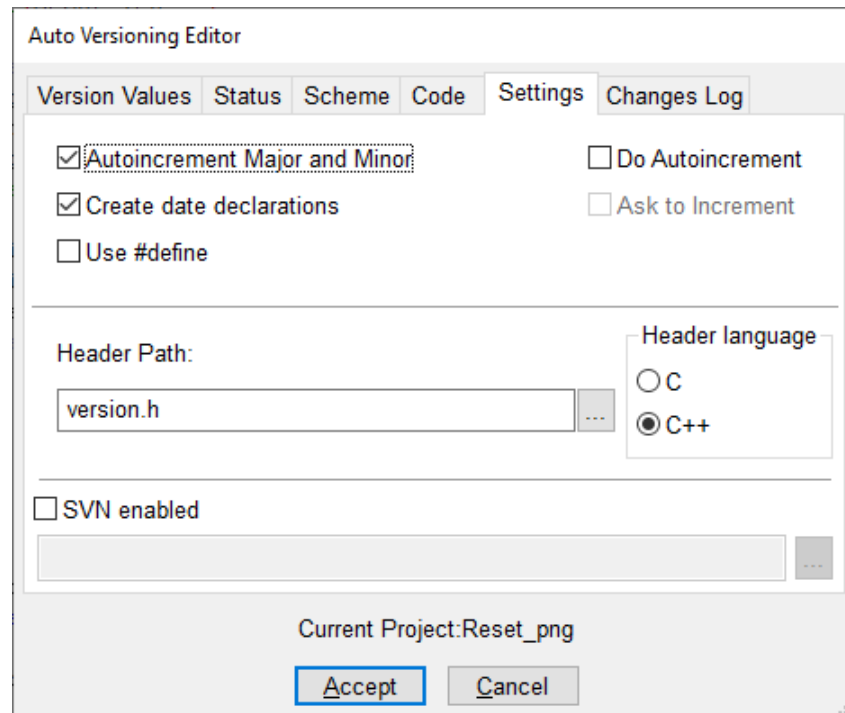 Auto Versioning Editor
Version Values Status Scheme Code Settings Changes Log
Autoincrement Major and Minor Do Autoincrement
Create date declarations Ask to Increment
Use #define
Header language
Header Path:
C
version.h ...
C++
SVN enabled
...
Current Project:Reset_png
Accept Cancel